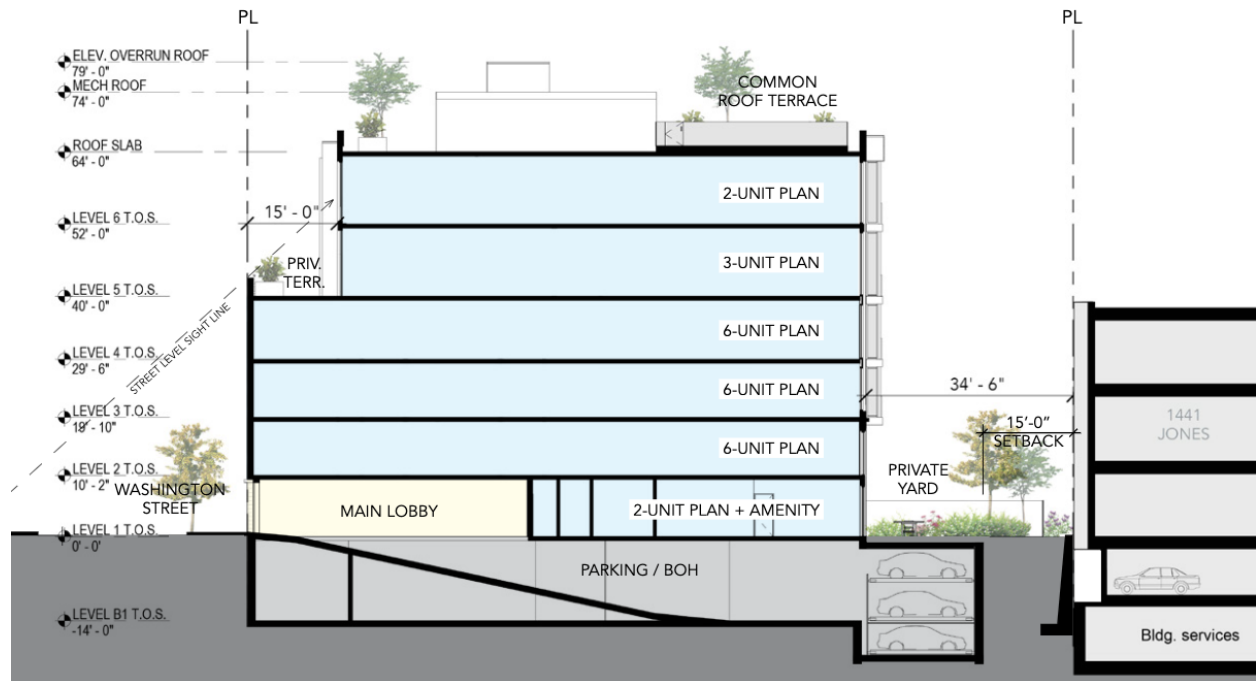 PL
PL
ELEV. OVERRUN ROOF
79' - 0"
MECH ROOF
74' - 0"
COMMON
ROOF TERRACE
ROOF SLAB
64' - 0"
2-UNIT PLAN
LEVEL 6 T.O.S.
52' - 0"
15' - 0"
3-UNIT PLAN
PRIV.
TERR.
LEVEL 5 T.O.S.
40' - 0"
STREET LEVEL SIGHT LINE
6-UNIT PLAN
LEVEL 4 T.O.S.
29' - 6"
6-UNIT PLAN
34' - 6"
LEVEL 3 T.O.S.
19' - 10"
6-UNIT PLAN
15'-0"
SETBACK
1441
JONES
LEVEL 2 T.O.S.
10' - 2"
WASHINGTON
STREET
PRIVATE
YARD
MAIN LOBBY
2-UNIT PLAN + AMENITY
LEVEL 1 T.O.S.
0' - 0'
PARKING / BOH
LEVEL B1 T.O.S.
-14' - 0"
Bldg. services